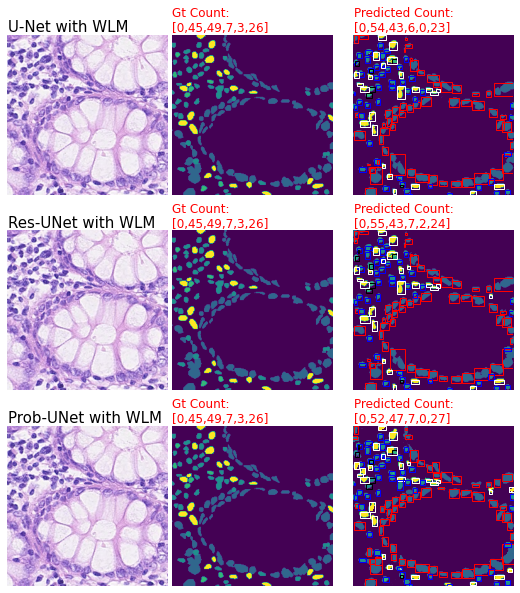 U-Net with WLM
Gt Count:
[0,45,49,7,3,26]
Predicted Count:
[0,54,43,6,0,23]
Res-UNet with WLM
Gt Count:
[0,45,49,7,3,26]
Predicted Count:
[0,55,43,7,2,24]
Prob-UNet with WLM
Gt Count:
[0,45,49,7,3,26]
Predicted Count:
[0,52,47,7,0,27]